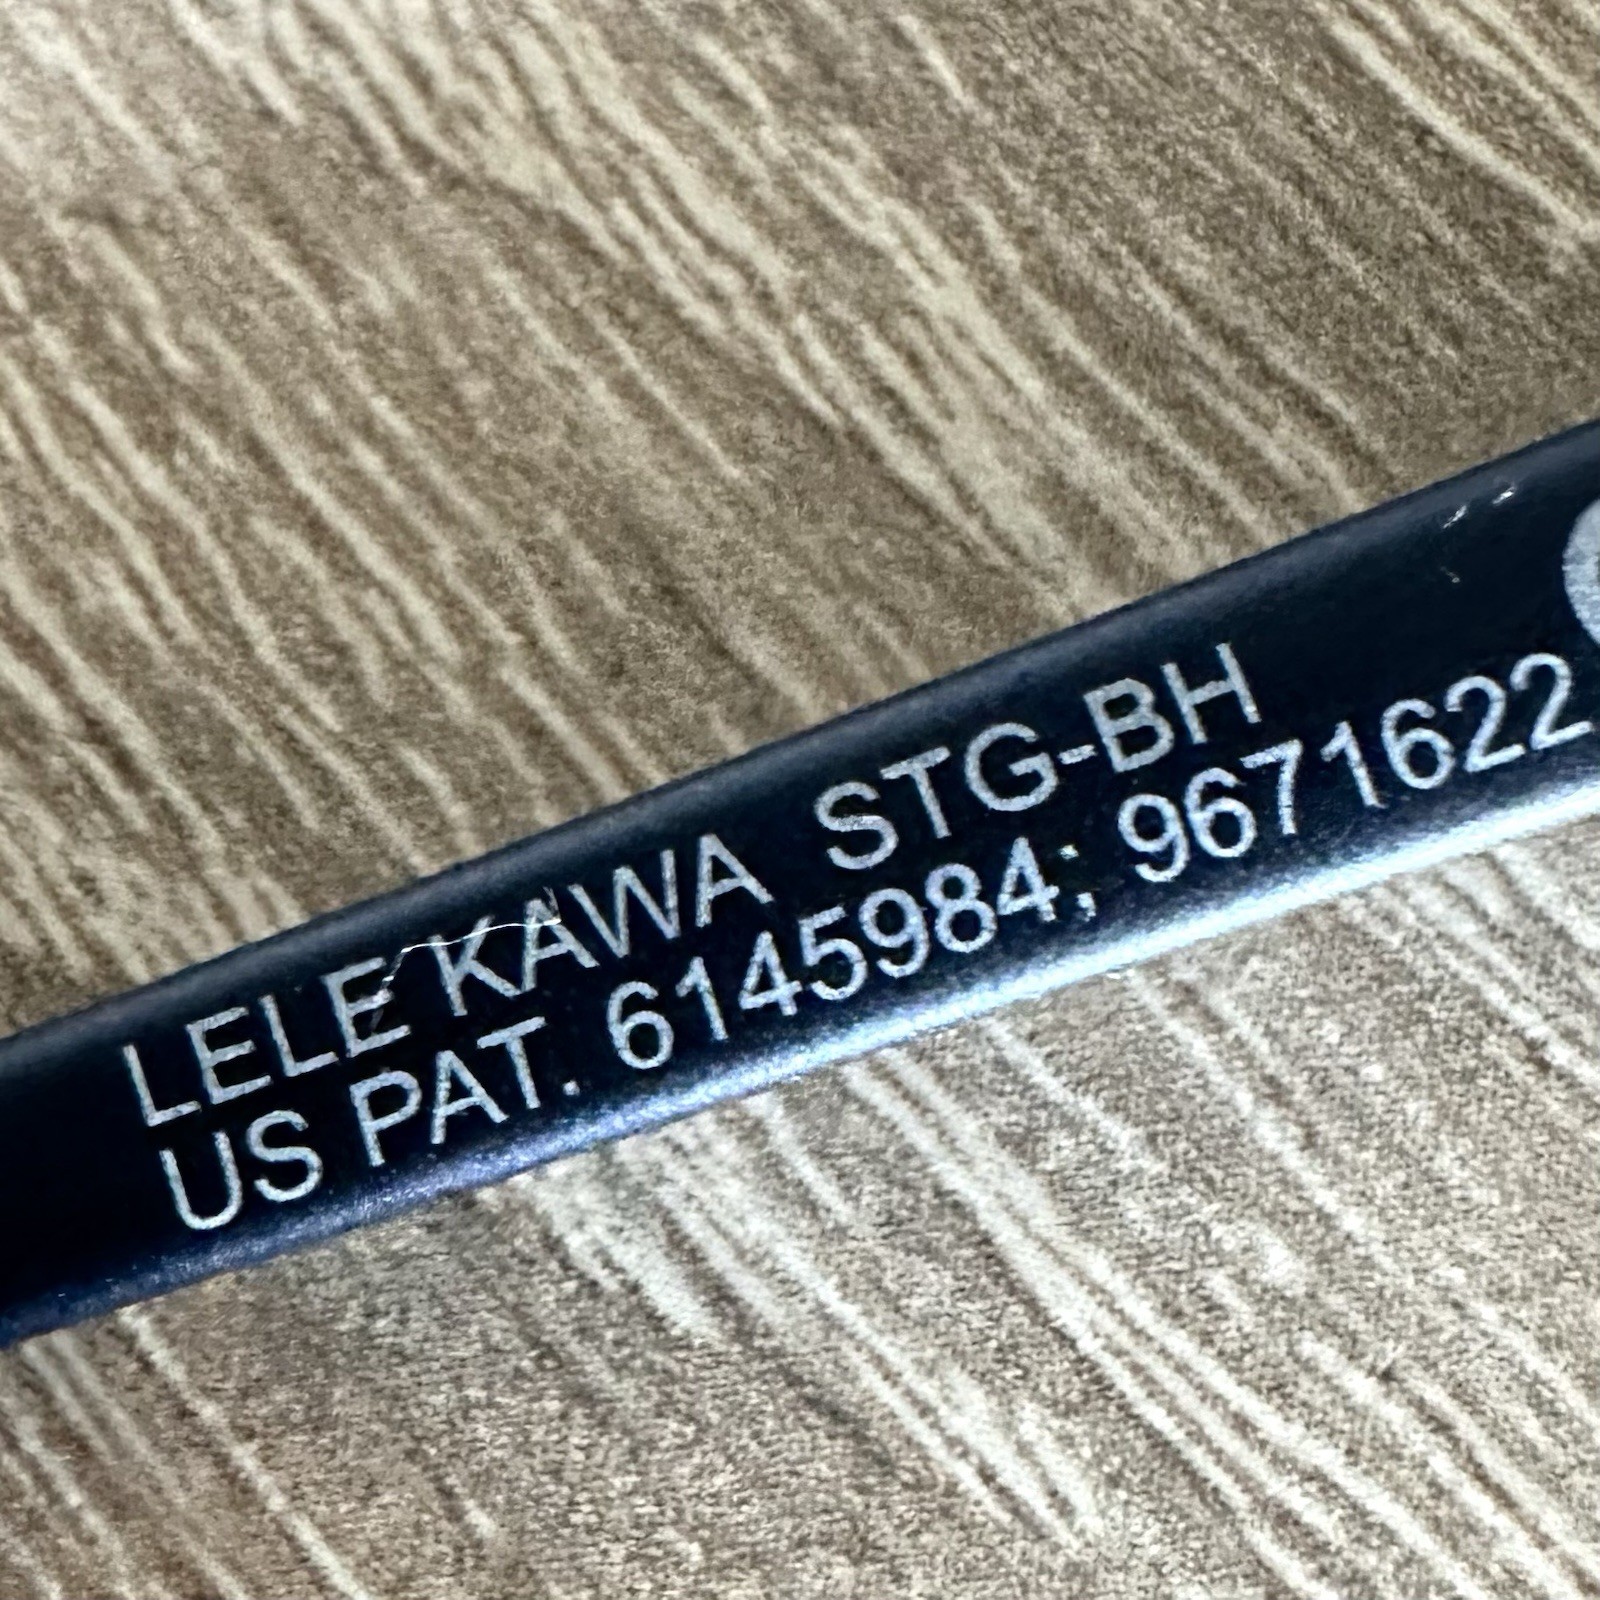 LELE KAWA STG-BH
US PAT. 6145984; 9671622